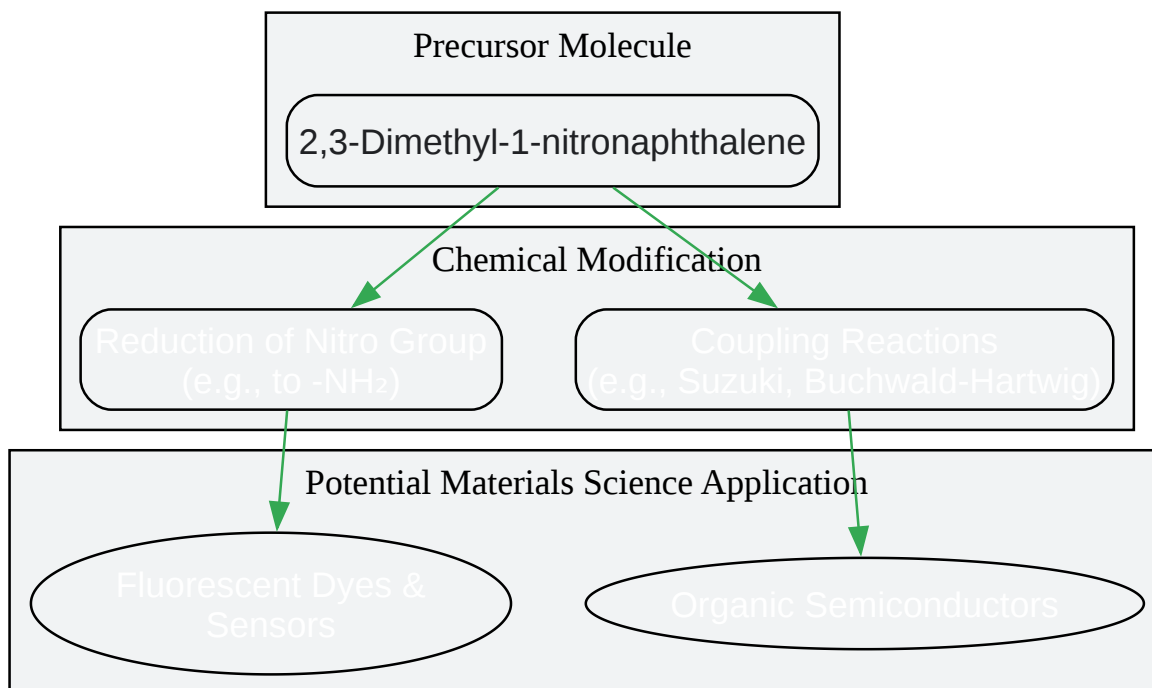 Precursor Molecule
2,3-Dimethyl-1-nitronaphthalene
Chemical Modification
Reduction of Nitro Group
(e.g., to -NH₂)
Coupling Reactions
(e.g., Suzuki, Buchwald-Hartwig)
Potential Materials Science Application
Fluorescent Dyes &
Sensors
Organic Semiconductors